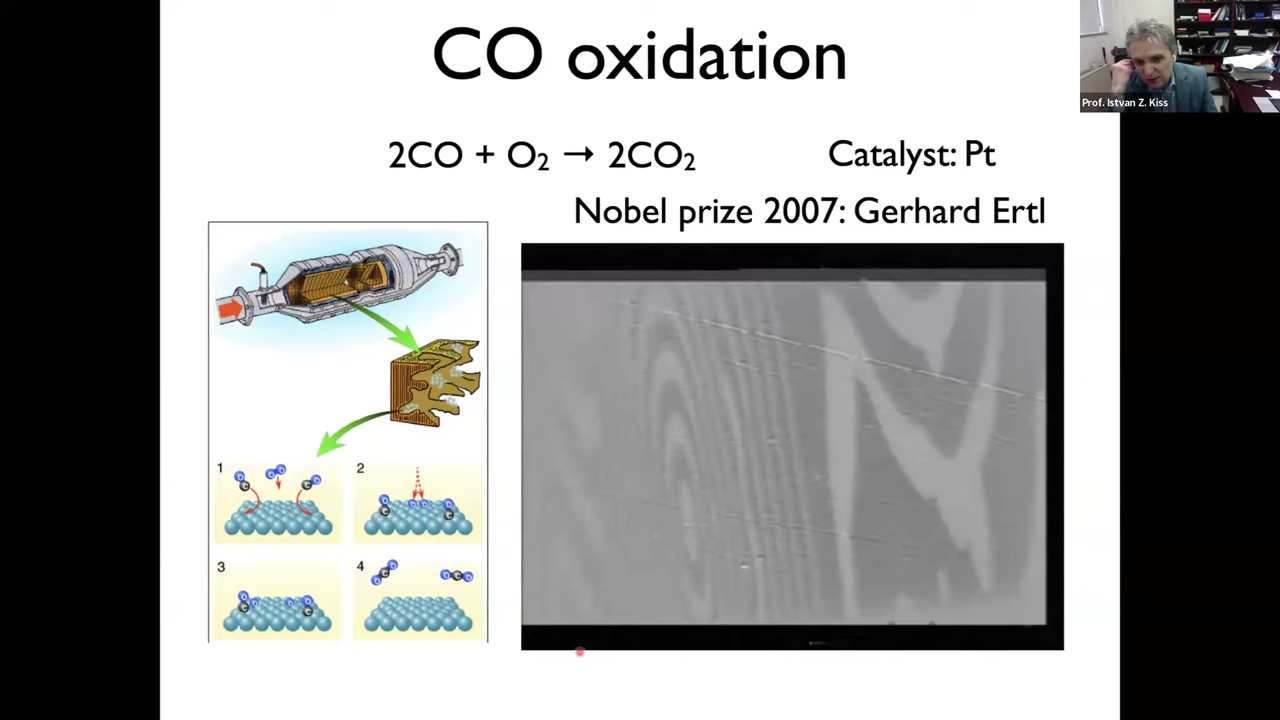 CO oxidation
Prof. Istvan Z. Kiss
2CO + O₂ → 2CO₂
Catalyst: Pt
Nobel prize 2007: Gerhard Ertl
1
2
3
4